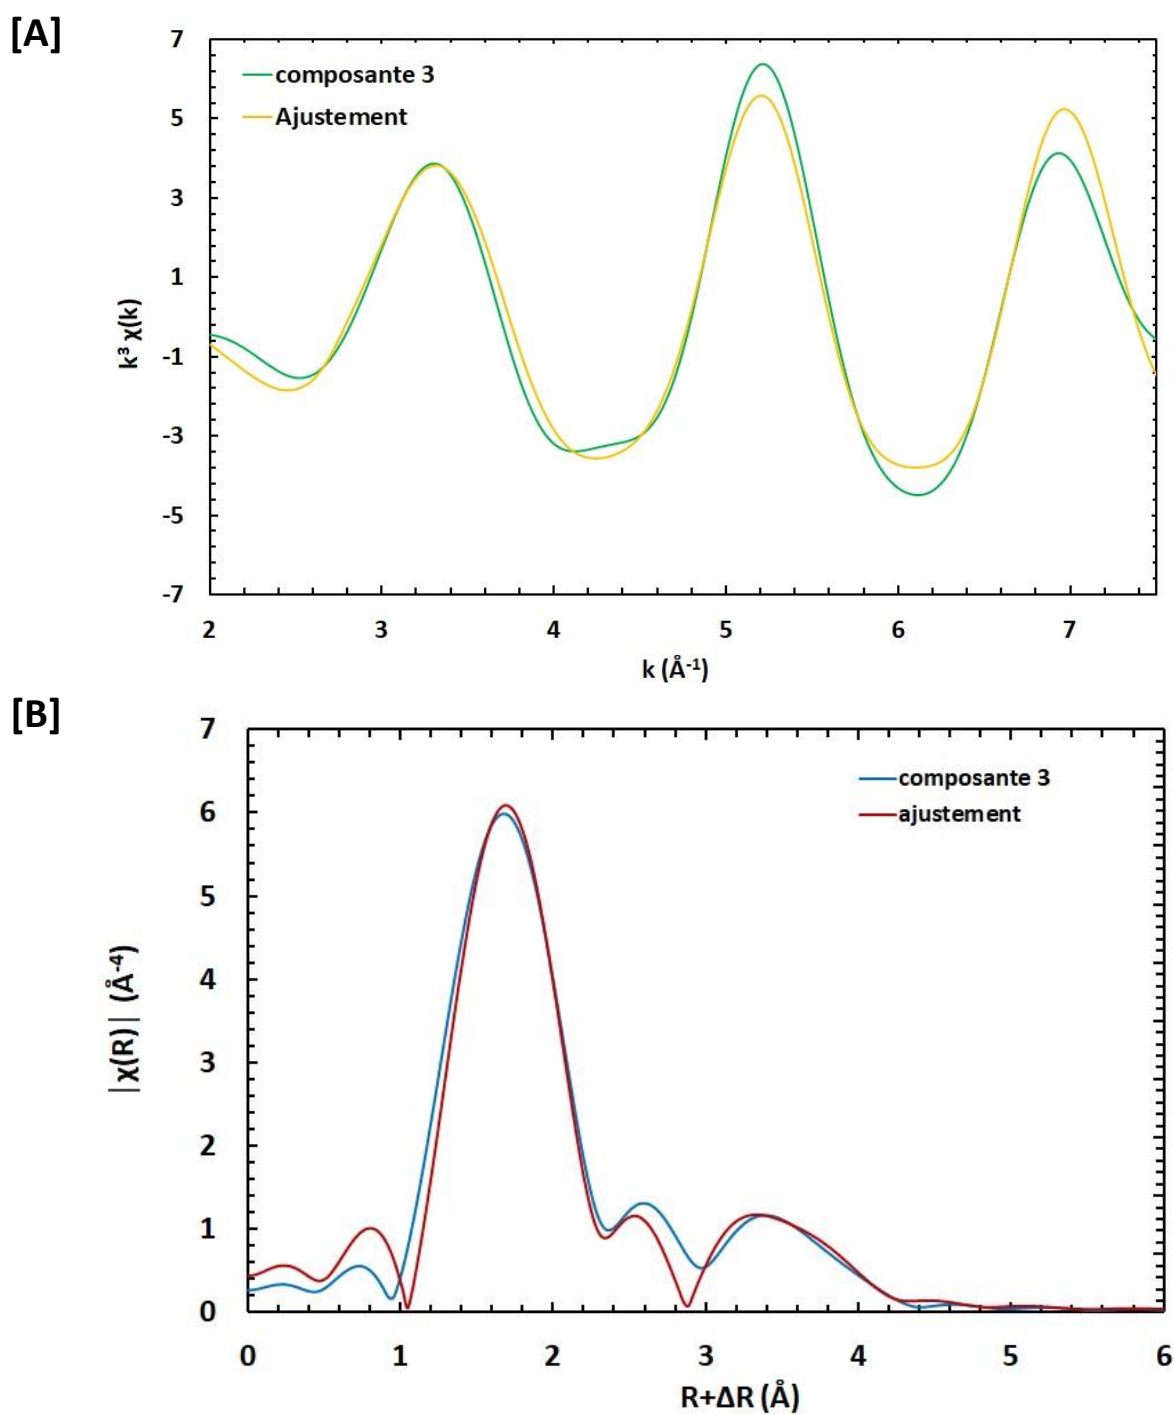 [A]
7
5
3
1
-1
-3
-5
-7
k³ χ(k)
composante 3
Ajustement
2 3 4 5 6 7
k (Å⁻¹)
[B]
7
6
5
4
3
2
1
0
|χ(R)| (Å⁻⁴)
composante 3
ajustement
0 1 2 3 4 5 6
R+ΔR (Å)